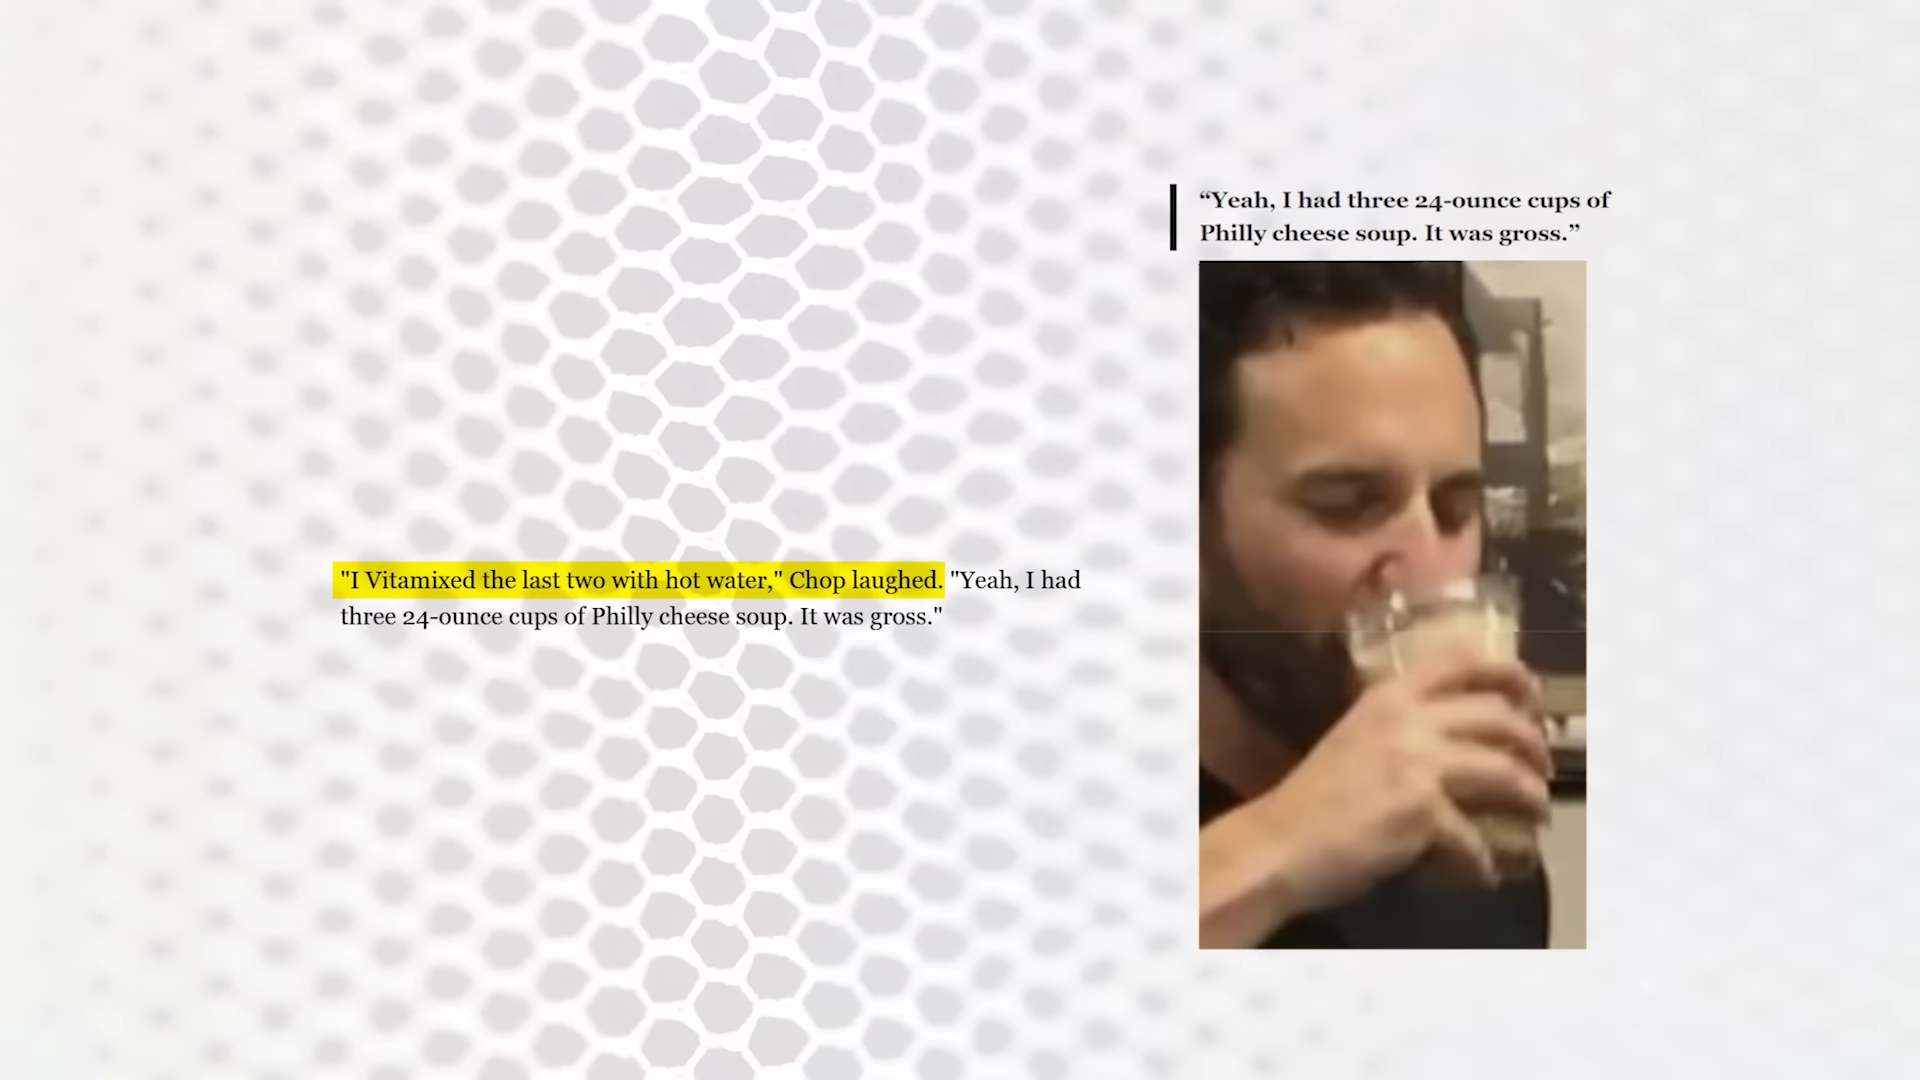 "I Vitamixed the last two with hot water," Chop laughed. "Yeah, I had
three 24-ounce cups of Philly cheese soup. It was gross."
“Yeah, I had three 24-ounce cups of
Philly cheese soup. It was gross.”